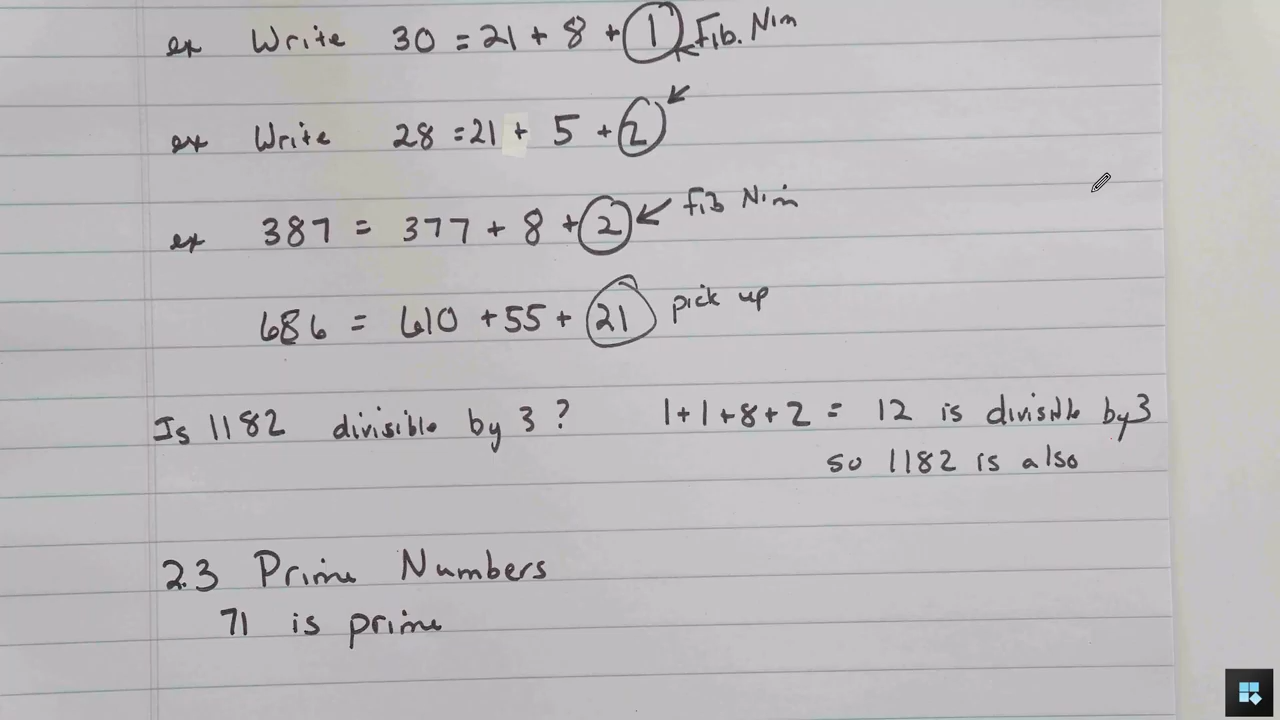 ex Write 30 = 21 + 8 + 1 Fib. Nim
ex Write 28 = 21 + 5 + 2
ex 387 = 377 + 8 + 2 Fib Nim
686 = 610 + 55 + 21 pick up
Is 1182 divisible by 3 ? 1 + 1 + 8 + 2 = 12 is divisible by 3
so 1182 is also
2.3 Prime Numbers
71 is prime